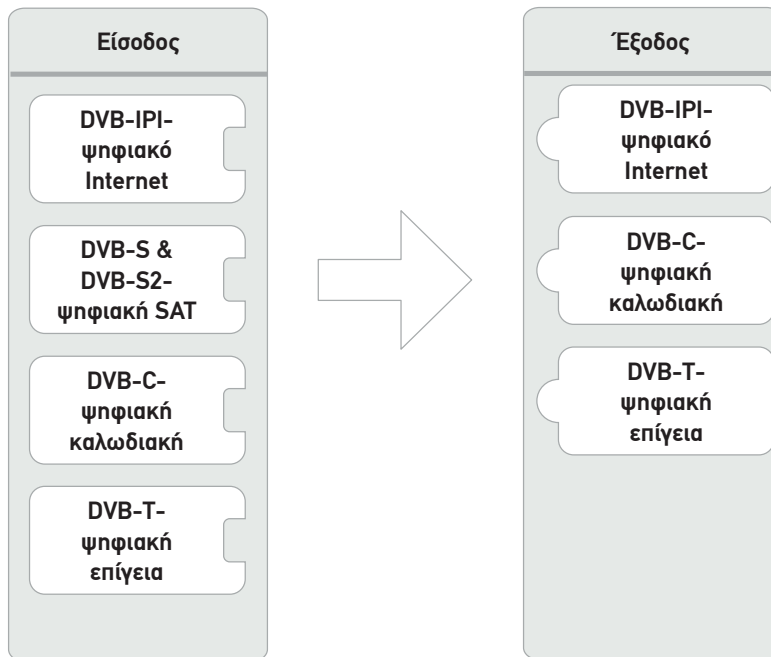 Είσοδος
DVB-IPI-
ψηφιακό
Internet
DVB-S &
DVB-S2-
ψηφιακή SAT
DVB-C-
ψηφιακή
καλωδιακή
DVB-T-
ψηφιακή
επίγεια
Έξοδος
DVB-IPI-
ψηφιακό
Internet
DVB-C-
ψηφιακή
καλωδιακή
DVB-T-
ψηφιακή
επίγεια